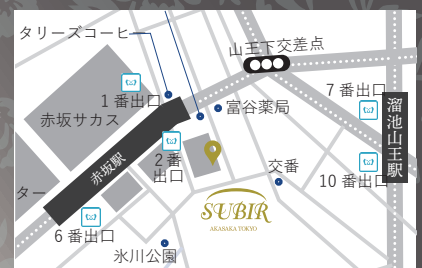 タリーズコーヒー
山王下交差点
1番出口
富谷薬局
7番出口
赤坂サカス
溜池山王駅
2番
出口
赤坂駅
交番
10番出口
ター
SUBIR
AKASAKA TOKYO
6番出口
氷川公園